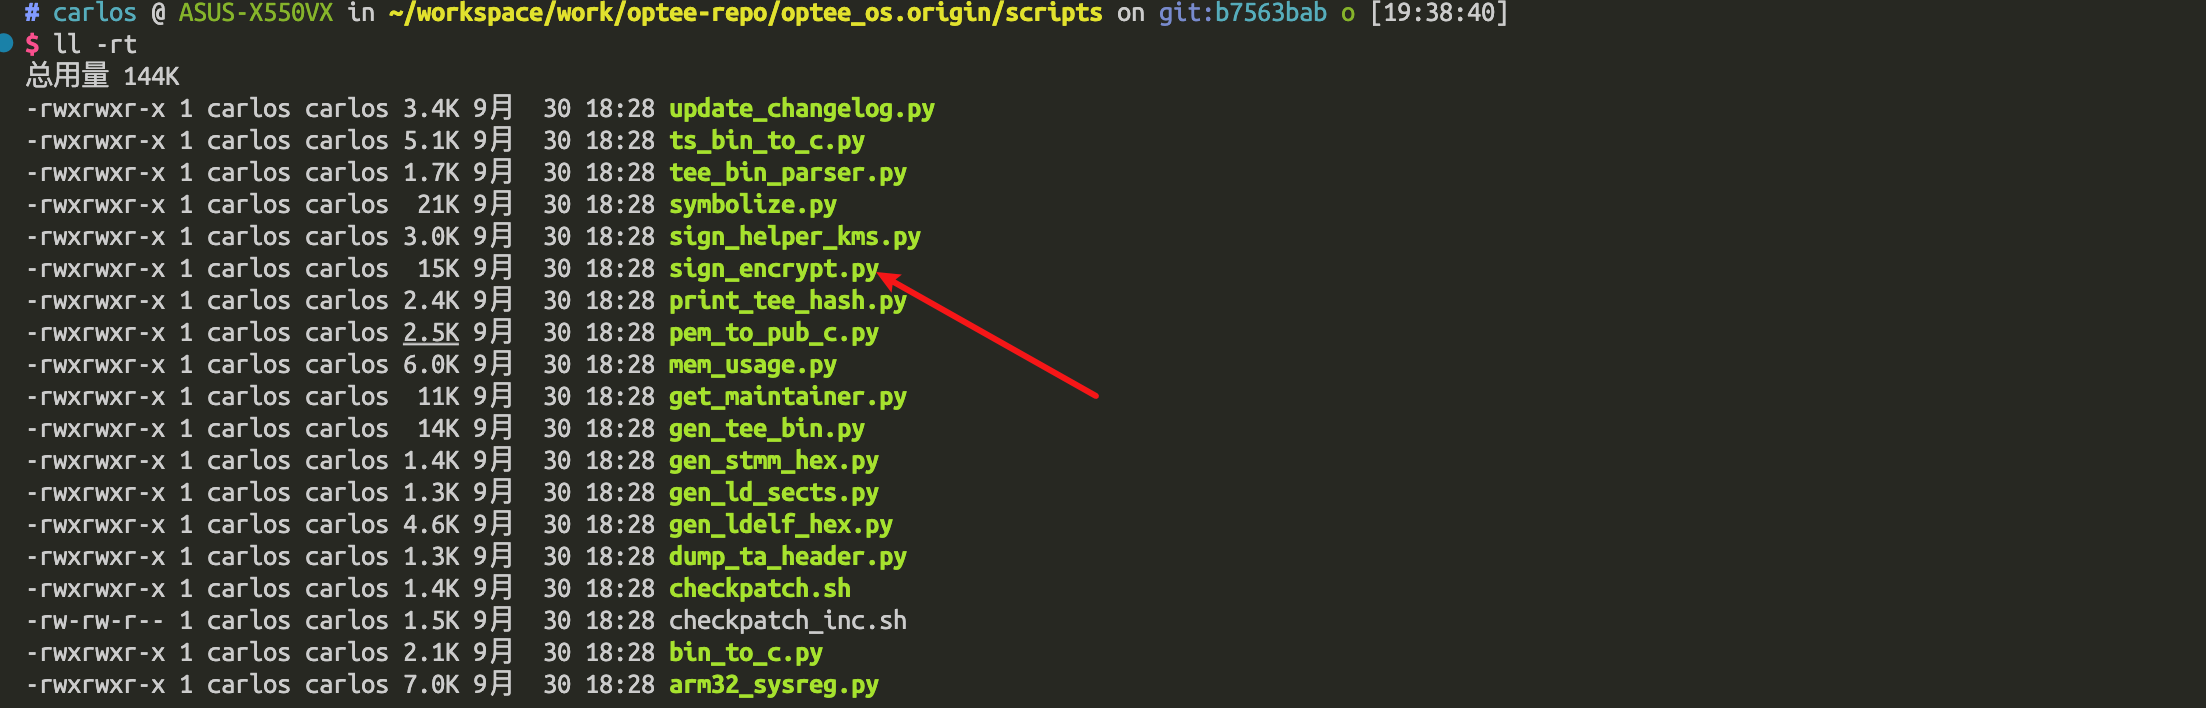 # carlos @ ASUS-X550VX in ~/workspace/work/optee-repo/optee_os.origin/scripts on git:b7563bab o [19:38:40]
$ ll -rt
总用量 144K
-rwxrwxr-x 1 carlos carlos 3.4K 9月  30 18:28 update_changelog.py
-rwxrwxr-x 1 carlos carlos 5.1K 9月  30 18:28 ts_bin_to_c.py
-rwxrwxr-x 1 carlos carlos 1.7K 9月  30 18:28 tee_bin_parser.py
-rwxrwxr-x 1 carlos carlos  21K 9月  30 18:28 symbolize.py
-rwxrwxr-x 1 carlos carlos 3.0K 9月  30 18:28 sign_helper_kms.py
-rwxrwxr-x 1 carlos carlos  15K 9月  30 18:28 sign_encrypt.py
-rwxrwxr-x 1 carlos carlos 2.4K 9月  30 18:28 print_tee_hash.py
-rwxrwxr-x 1 carlos carlos 2.5K 9月  30 18:28 pem_to_pub_c.py
-rwxrwxr-x 1 carlos carlos 6.0K 9月  30 18:28 mem_usage.py
-rwxrwxr-x 1 carlos carlos  11K 9月  30 18:28 get_maintainer.py
-rwxrwxr-x 1 carlos carlos  14K 9月  30 18:28 gen_tee_bin.py
-rwxrwxr-x 1 carlos carlos 1.4K 9月  30 18:28 gen_stmm_hex.py
-rwxrwxr-x 1 carlos carlos 1.3K 9月  30 18:28 gen_ld_sects.py
-rwxrwxr-x 1 carlos carlos 4.6K 9月  30 18:28 gen_ldelf_hex.py
-rwxrwxr-x 1 carlos carlos 1.3K 9月  30 18:28 dump_ta_header.py
-rwxrwxr-x 1 carlos carlos 1.4K 9月  30 18:28 checkpatch.sh
-rw-rw-r-- 1 carlos carlos 1.5K 9月  30 18:28 checkpatch_inc.sh
-rwxrwxr-x 1 carlos carlos 2.1K 9月  30 18:28 bin_to_c.py
-rwxrwxr-x 1 carlos carlos 7.0K 9月  30 18:28 arm32_sysreg.py